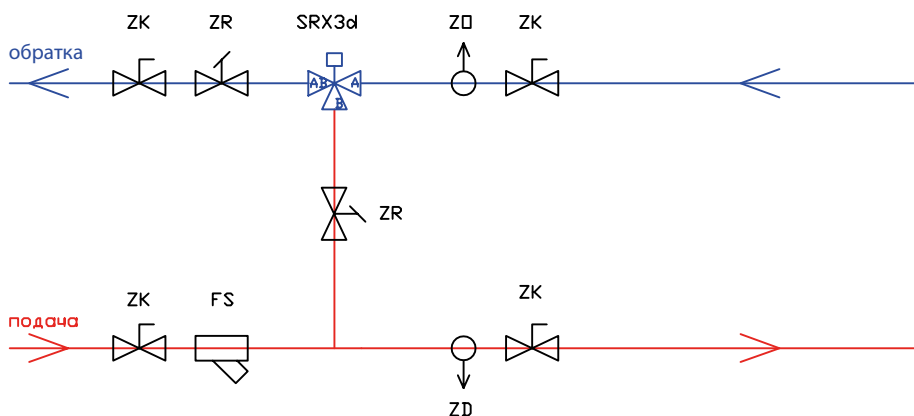 ZK ZR SRX3d ZO ZK
обратка
AB A
B
ZR
ZK FS ZK
подача
ZD